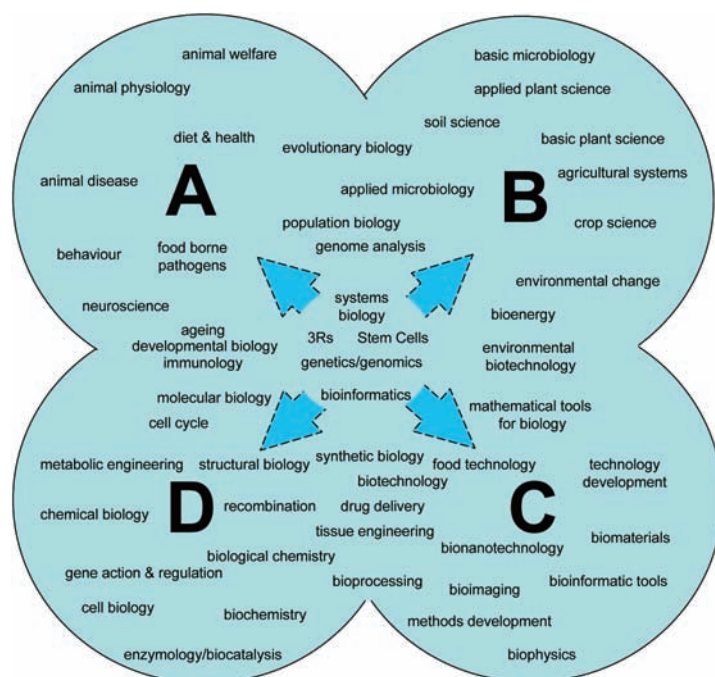 animal welfare
basic microbiology
animal physiology
applied plant science
soil science
diet & health
evolutionary biology
basic plant science
A
B
animal disease
applied microbiology
agricultural systems
population biology
crop science
behaviour
food borne
pathogens
genome analysis
environmental change
neuroscience
systems
biology
bioenergy
ageing
developmental biology
immunology
3Rs
Stem Cells
environmental
biotechnology
genetics/genomics
molecular biology
bioinformatics
mathematical tools
for biology
cell cycle
metabolic engineering
structural biology
synthetic biology
food technology
technology
development
biotechnology
D
C
chemical biology
recombination
drug delivery
tissue engineering
biomaterials
biological chemistry
bionanotechnology
gene action & regulation
bioprocessing
bioimaging
bioinformatic tools
cell biology
biochemistry
methods development
enzymology/biocatalysis
biophysics